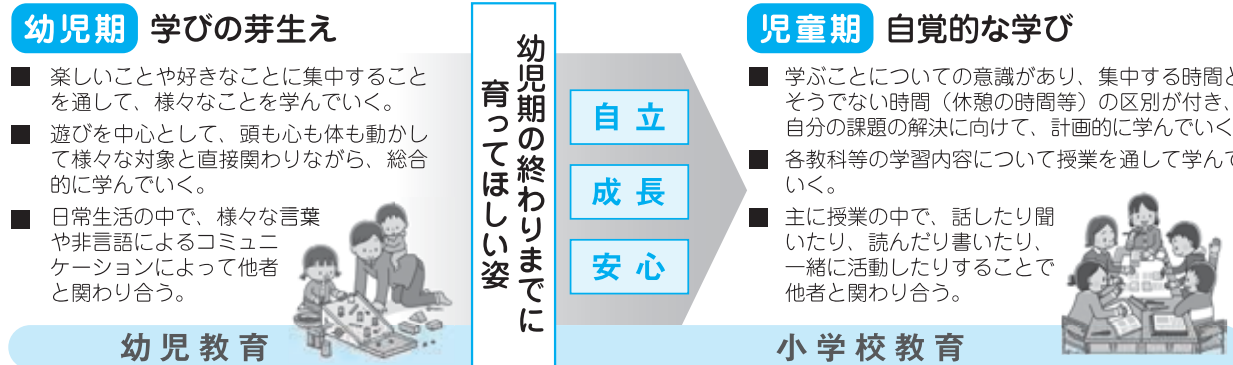 幼児期 学びの芽生え
■ 楽しいことや好きなことに集中すること
を通して、様々なことを学んでいく。
■ 遊びを中心として、頭も心も体も動かし
て様々な対象と直接関わりながら、総合
的に学んでいく。
■ 日常生活の中で、様々な言葉
や非言語によるコミュニ
ケーションによって他者
と関わり合う。
幼児教育
幼児期の終わりまでに
育ってほしい姿
自立
成長
安心
児童期 自覚的な学び
■ 学ぶことについての意識があり、集中する時間と
そうでない時間（休憩の時間等）の区別が付き、
自分の課題の解決に向けて、計画的に学んでいく
■ 各教科等の学習内容について授業を通して学んで
いく。
■ 主に授業の中で、話したり聞
いたり、読んだり書いたり、
一緒に活動したりすることで
他者と関わり合う。
小学校教育